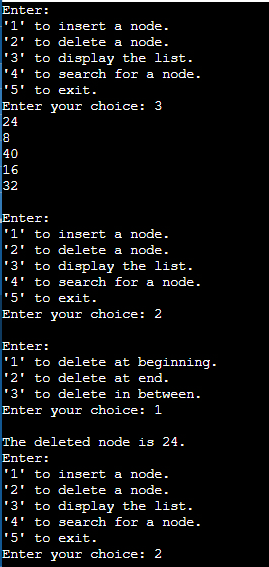 Enter:
'1' to insert a node.
'2' to delete a node.
'3' to display the list.
'4' to search for a node.
'5' to exit.
Enter your choice: 3
24
8
40
16
32
Enter:
'1' to insert a node.
'2' to delete a node.
'3' to display the list.
'4' to search for a node.
'5' to exit.
Enter your choice: 2
Enter:
'1' to delete at beginning.
'2' to delete at end.
'3' to delete in between.
Enter your choice: 1
The deleted node is 24.
Enter:
'1' to insert a node.
'2' to delete a node.
'3' to display the list.
'4' to search for a node.
'5' to exit.
Enter your choice: 2